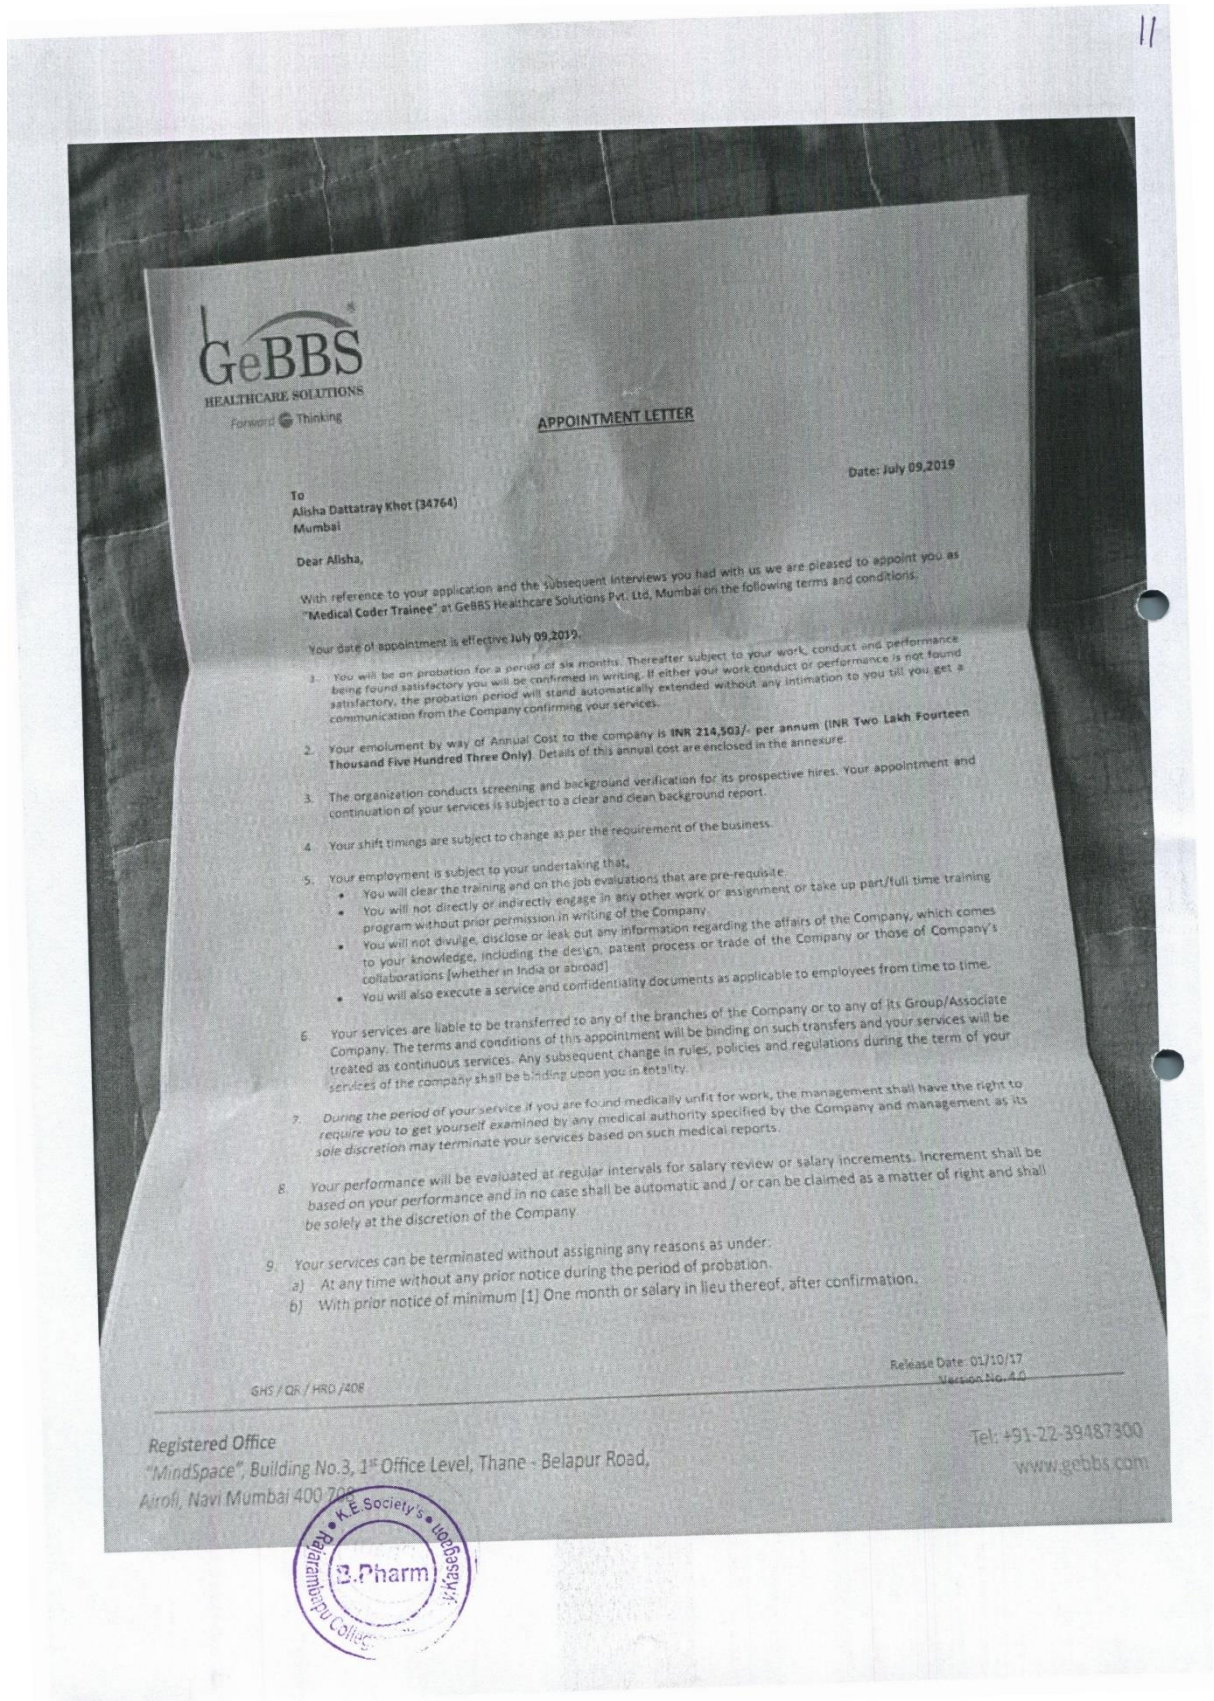 11
GeBBS
HEALTHCARE SOLUTIONS
Forward Thinking
APPOINTMENT LETTER
Date: July 09,2019
To
Alisha Dattatray Khot (34764)
Mumbai
Dear Alisha,
With reference to your application and the subsequent interviews you had with us we are pleased to appoint you as
"Medical Coder Trainee" at GeBBS Healthcare Solutions Pvt. Ltd, Mumbai on the following terms and conditions:
Your date of appointment is effective July 09,2019.
1. You will be on probation for a period of six months. Thereafter subject to your work, conduct and performance
being found satisfactory you will be confirmed in writing. If either your work conduct or performance is not found
satisfactory, the probation period will stand automatically extended without any intimation to you till you get a
communication from the Company confirming your services.
2. Your emolument by way of Annual Cost to the company is INR 214,503/- per annum (INR Two Lakh Fourteen
Thousand Five Hundred Three Only). Details of this annual cost are enclosed in the annexure.
3. The organization conducts screening and background verification for its prospective hires. Your appointment and
continuation of your services is subject to a clear and clean background report.
4 Your shift timings are subject to change as per the requirement of the business.
5. Your employment is subject to your undertaking that,
• You will clear the training and on the job evaluations that are pre-requisite.
• You will not directly or indirectly engage in any other work or assignment or take up part/full time training
program without prior permission in writing of the Company.
• You will not divulge, disclose or leak out any information regarding the affairs of the Company, which comes
to your knowledge, including the design, patent process or trade of the Company or those of Company's
collaborations [whether in India or abroad]
• You will also execute a service and confidentiality documents as applicable to employees from time to time.
6. Your services are liable to be transferred to any of the branches of the Company or to any of its Group/Associate
Company. The terms and conditions of this appointment will be binding on such transfers and your services will be
treated as continuous services. Any subsequent change in rules, policies and regulations during the term of your
services of the company shall be binding upon you in totality.
7. During the period of your service if you are found medically unfit for work, the management shall have the right to
require you to get yourself examined by any medical authority specified by the Company and management as its
sole discretion may terminate your services based on such medical reports.
8. Your performance will be evaluated at regular intervals for salary review or salary increments. Increment shall be
based on your performance and in no case shall be automatic and / or can be claimed as a matter of right and shall
be solely at the discretion of the Company.
9. Your services can be terminated without assigning any reasons as under:
a) At any time without any prior notice during the period of probation.
b) With prior notice of minimum [1] One month or salary in lieu thereof, after confirmation.
Release Date: 01/10/17
GHS / QR / HRD /408
Version No. 4.0
Registered Office
"MindSpace", Building No.3, 1st Office Level, Thane - Belapur Road,
Airoli, Navi Mumbai 400 708
Tel: +91-22-39487300
www.gebbs.com
K.E.Society's
Rajarambapu College
Kasegaon
B.Pharm